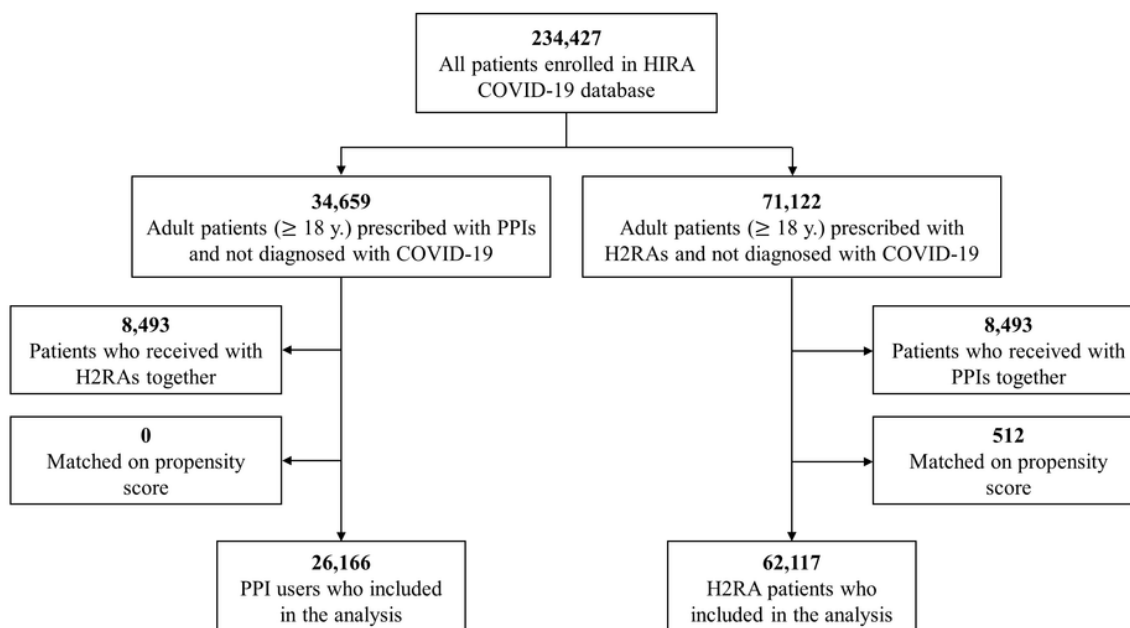 234,427
All patients enrolled in HIRA
COVID-19 database
34,659
Adult patients (≥ 18 y.) prescribed with PPIs
and not diagnosed with COVID-19
71,122
Adult patients (≥ 18 y.) prescribed with
H2RAs and not diagnosed with COVID-19
8,493
Patients who received with
H2RAs together
8,493
Patients who received with
PPIs together
0
Matched on propensity
score
512
Matched on propensity
score
26,166
PPI users who included
in the analysis
62,117
H2RA patients who
included in the analysis